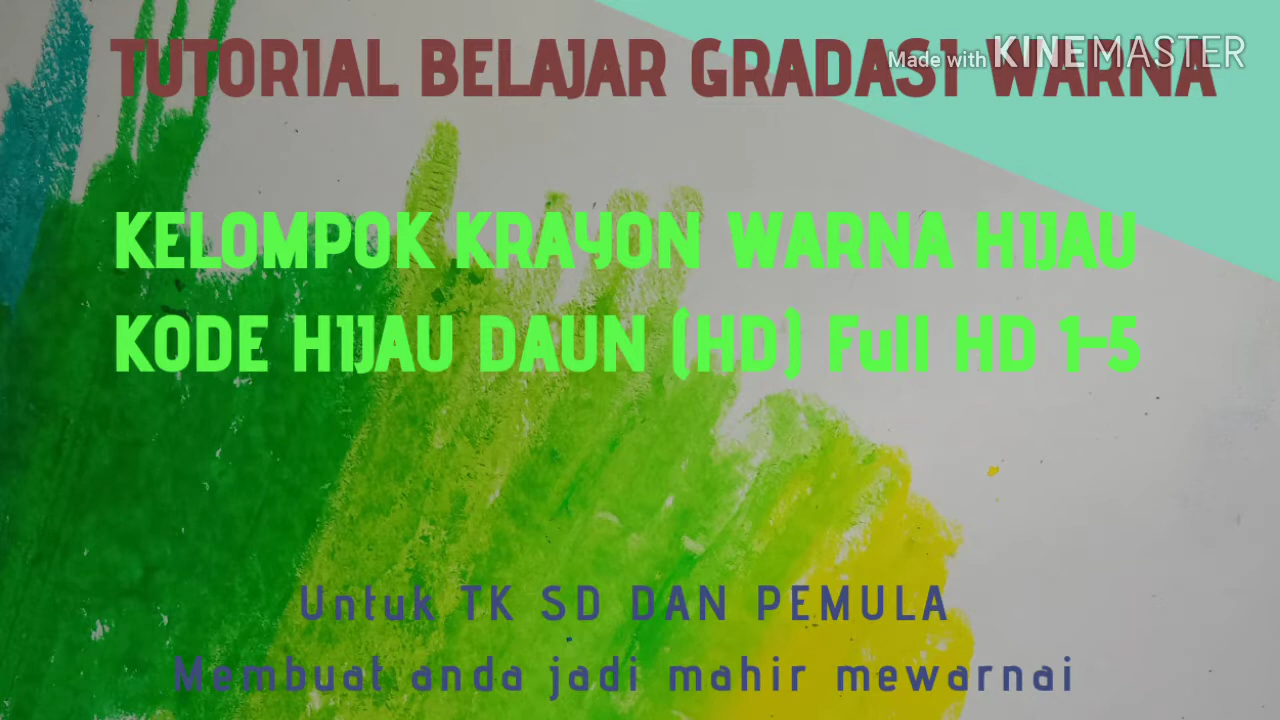 TUTORIAL BELAJAR GRADASI WARNA
Made with KINEMASTER
KELOMPOK KRAYON WARNA HIJAU
KODE HIJAU DAUN (HD) Full HD 1-5
Untuk TK SD DAN PEMULA
Membuat anda jadi mahir mewarnai